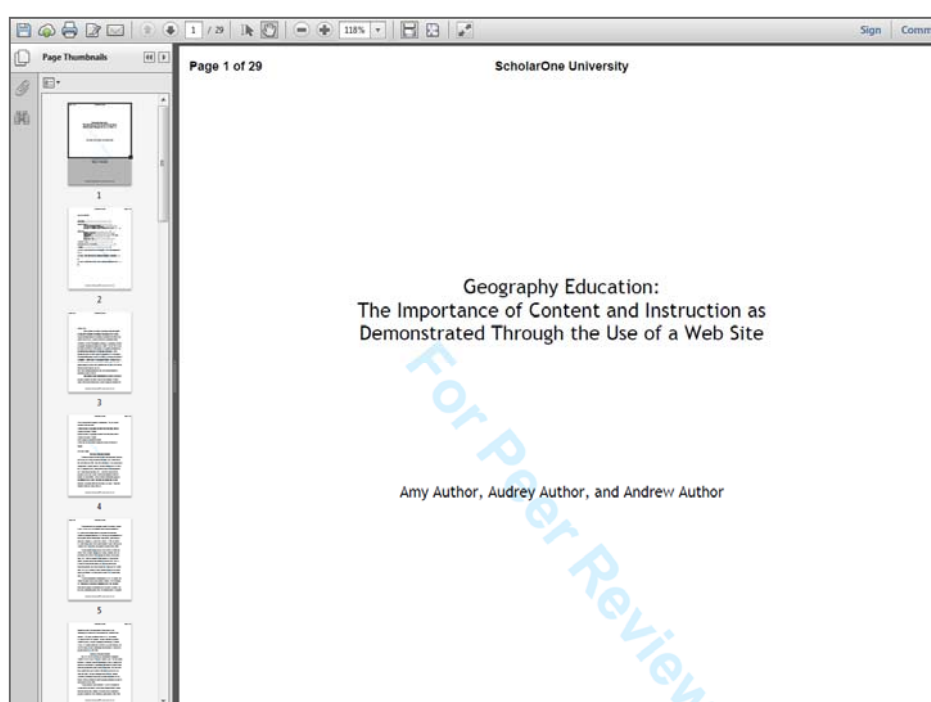 1 / 29
118%
Sign
Comm
Page Thumbnails
Page 1 of 29
ScholarOne University
Geography Education:
The Importance of Content and Instruction as
Demonstrated Through the Use of a Web Site
Amy Author, Audrey Author, and Andrew Author
For Peer Review
1
2
3
4
5